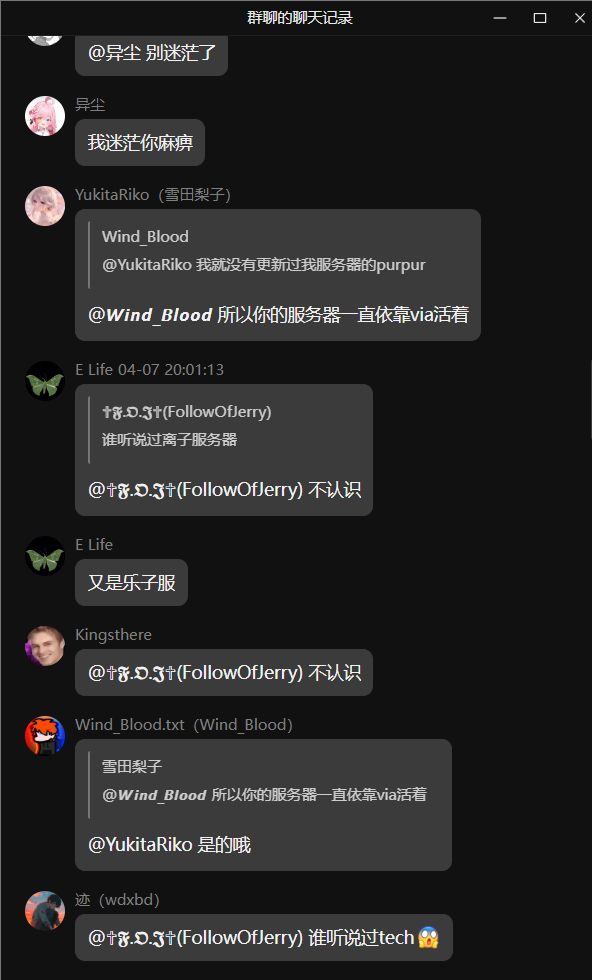 群聊的聊天记录
@异尘 别迷茫了
异尘
我迷茫你麻痹
YukitaRiko（雪田梨子）
Wind_Blood
@YukitaRiko 我就没有更新过我服务器的purpur
@𝙒𝙞𝙣𝙙_𝘽𝙡𝙤𝙤𝙙 所以你的服务器一直依靠via活着
E Life 04-07 20:01:13
✞𝕱.𝕺.𝕵✞(FollowOfJerry)
谁听说过离子服务器
@✞𝕱.𝕺.𝕵✞(FollowOfJerry) 不认识
E Life
又是乐子服
Kingsthere
@✞𝕱.𝕺.𝕵✞(FollowOfJerry) 不认识
Wind_Blood.txt（Wind_Blood）
雪田梨子
@𝙒𝙞𝙣𝙙_𝘽𝙡𝙤𝙤𝙙 所以你的服务器一直依靠via活着
@YukitaRiko 是的哦
迹（wdxbd）
@✞𝕱.𝕺.𝕵✞(FollowOfJerry) 谁听说过tech😱